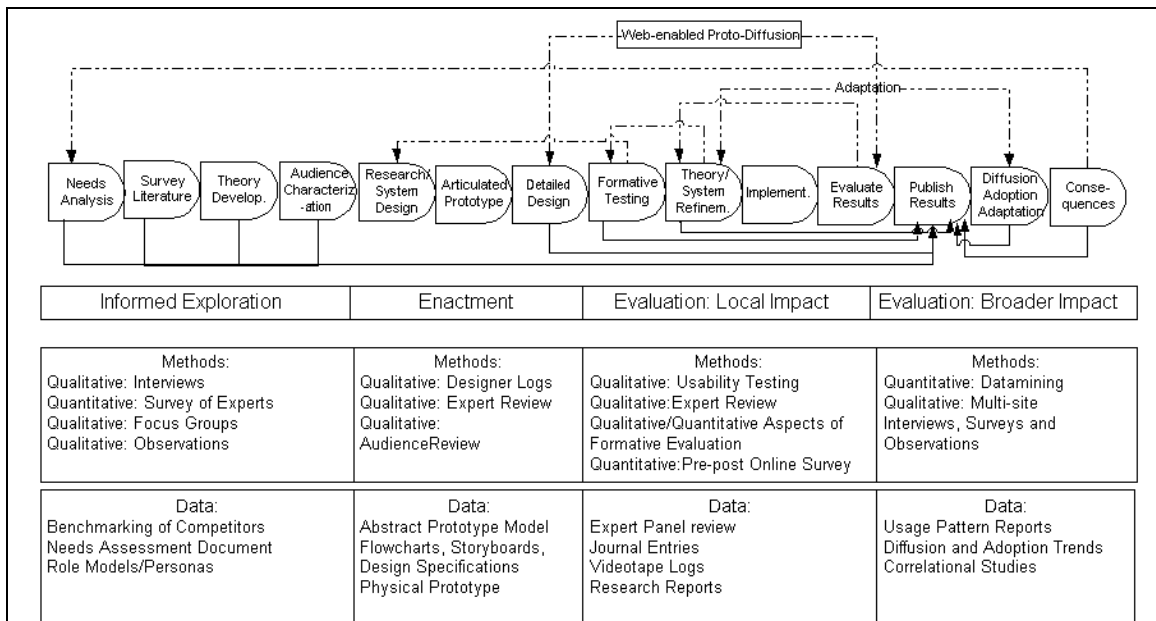 Web-enabled Proto-Diffusion
Adaptation
Needs
Analysis
Survey
Literature
Theory
Develop.
Audience
Characteriz
-ation
Research/
System
Design
Articulated
Prototype
Detailed
Design
Formative
Testing
Theory/
System
Refinem.
Implement.
Evaluate
Results
Publish
Results
Diffusion
Adoption
Adaptation
Conse-
quences
Informed Exploration
Enactment
Evaluation: Local Impact
Evaluation: Broader Impact
Methods:
Qualitative: Interviews
Quantitative: Survey of Experts
Qualitative: Focus Groups
Qualitative: Observations
Methods:
Qualitative: Designer Logs
Qualitative: Expert Review
Qualitative:
AudienceReview
Methods:
Qualitative: Usability Testing
Qualitative:Expert Review
Qualitative/Quantitative Aspects of
Formative Evaluation
Quantitative:Pre-post Online Survey
Methods:
Quantitative: Datamining
Qualitative: Multi-site
Interviews, Surveys and
Observations
Data:
Benchmarking of Competitors
Needs Assessment Document
Role Models/Personas
Data:
Abstract Prototype Model
Flowcharts, Storyboards,
Design Specifications
Physical Prototype
Data:
Expert Panel review
Journal Entries
Videotape Logs
Research Reports
Data:
Usage Pattern Reports
Diffusion and Adoption Trends
Correlational Studies